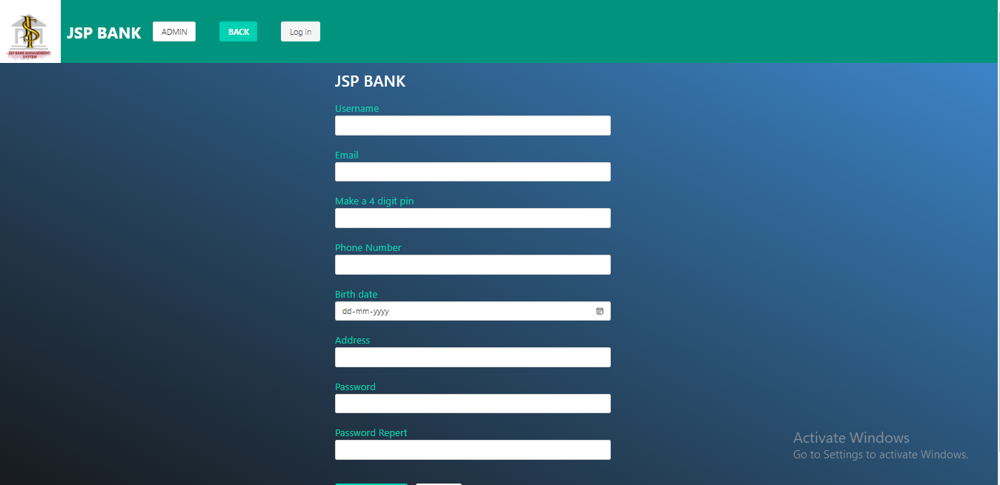 JSP BANK MANAGEMENT
SYSTEM
JSP BANK ADMIN BACK Log in
JSP BANK
Username
Email
Make a 4 digit pin
Phone Number
Birth date
dd-mm-yyyy
Address
Password
Password Repert
Activate Windows
Go to Settings to activate Windows.